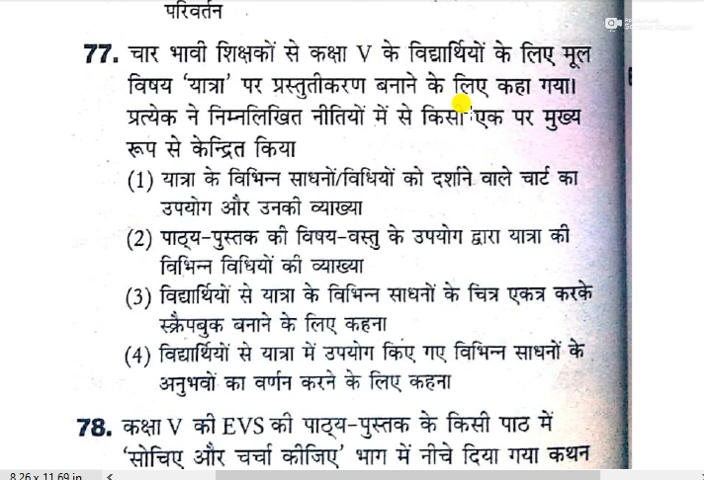 परिवर्तन
77. चार भावी शिक्षकों से कक्षा V के विद्यार्थियों के लिए मूल
विषय 'यात्रा' पर प्रस्तुतीकरण बनाने के लिए कहा गया।
प्रत्येक ने निम्नलिखित नीतियों में से किसी एक पर मुख्य
रूप से केन्द्रित किया
(1) यात्रा के विभिन्न साधनों/विधियों को दर्शाने वाले चार्ट का
उपयोग और उनकी व्याख्या
(2) पाठ्य-पुस्तक की विषय-वस्तु के उपयोग द्वारा यात्रा की
विभिन्न विधियों की व्याख्या
(3) विद्यार्थियों से यात्रा के विभिन्न साधनों के चित्र एकत्र करके
स्क्रैपबुक बनाने के लिए कहना
(4) विद्यार्थियों से यात्रा में उपयोग किए गए विभिन्न साधनों के
अनुभवों का वर्णन करने के लिए कहना
78. कक्षा V की EVS की पाठ्य-पुस्तक के किसी पाठ में
'सोचिए और चर्चा कीजिए' भाग में नीचे दिया गया कथन
8.26 x 11.69 in